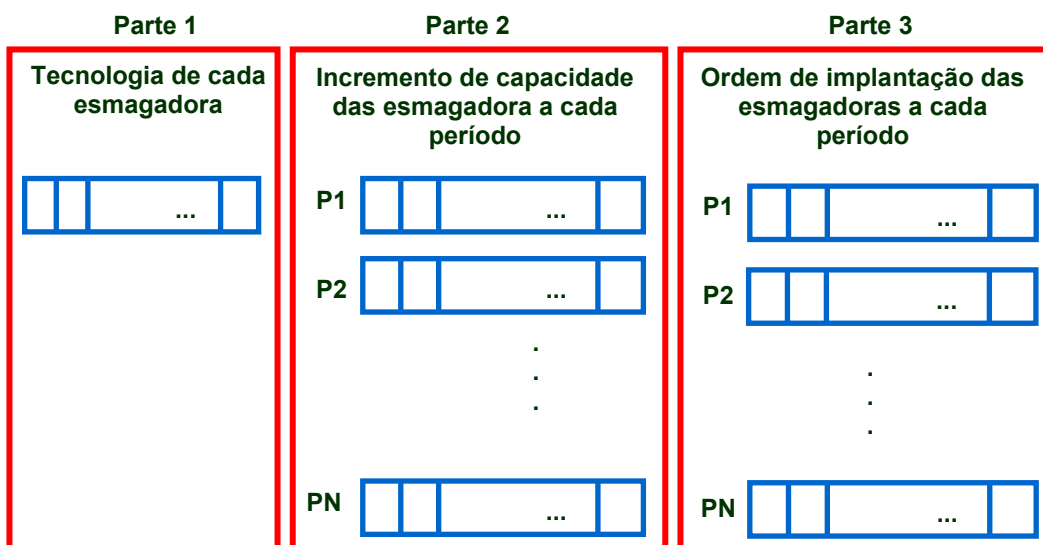 Parte 1
Tecnologia de cada
esmagadora
...
Parte 2
Incremento de capacidade
das esmagadora a cada
período
P1
...
P2
...
.
.
.
PN
...
Parte 3
Ordem de implantação das
esmagadoras a cada
período
P1
...
P2
...
.
.
.
PN
...